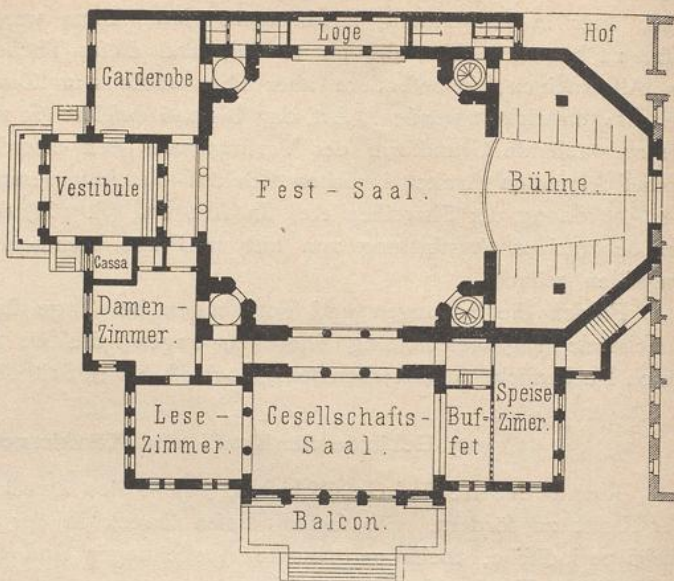 Loge
Hof
Garderobe
Vestibule
Fest-Saal.
Bühne.
Cassa
Damen-
Zimmer.
Lese-
Zimmer.
Gesellschafts-
Saal.
Buf-
fet
Speise
Zim̄er.
Balcon.